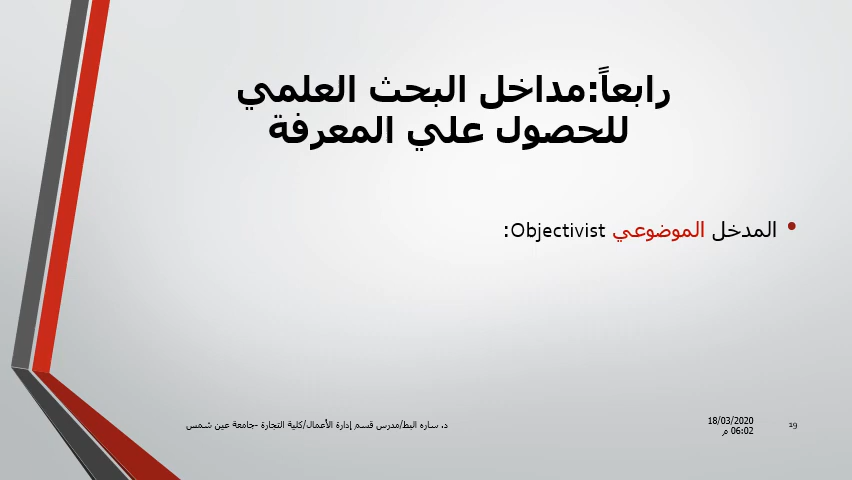 رابعاً:مداخل البحث العلمي
للحصول علي المعرفة
• المدخل الموضوعي Objectivist:
د. ساره البط/مدرس قسم إدارة الأعمال/كلية التجارة -جامعة عين شمس
18/03/2020
06:02 م
19